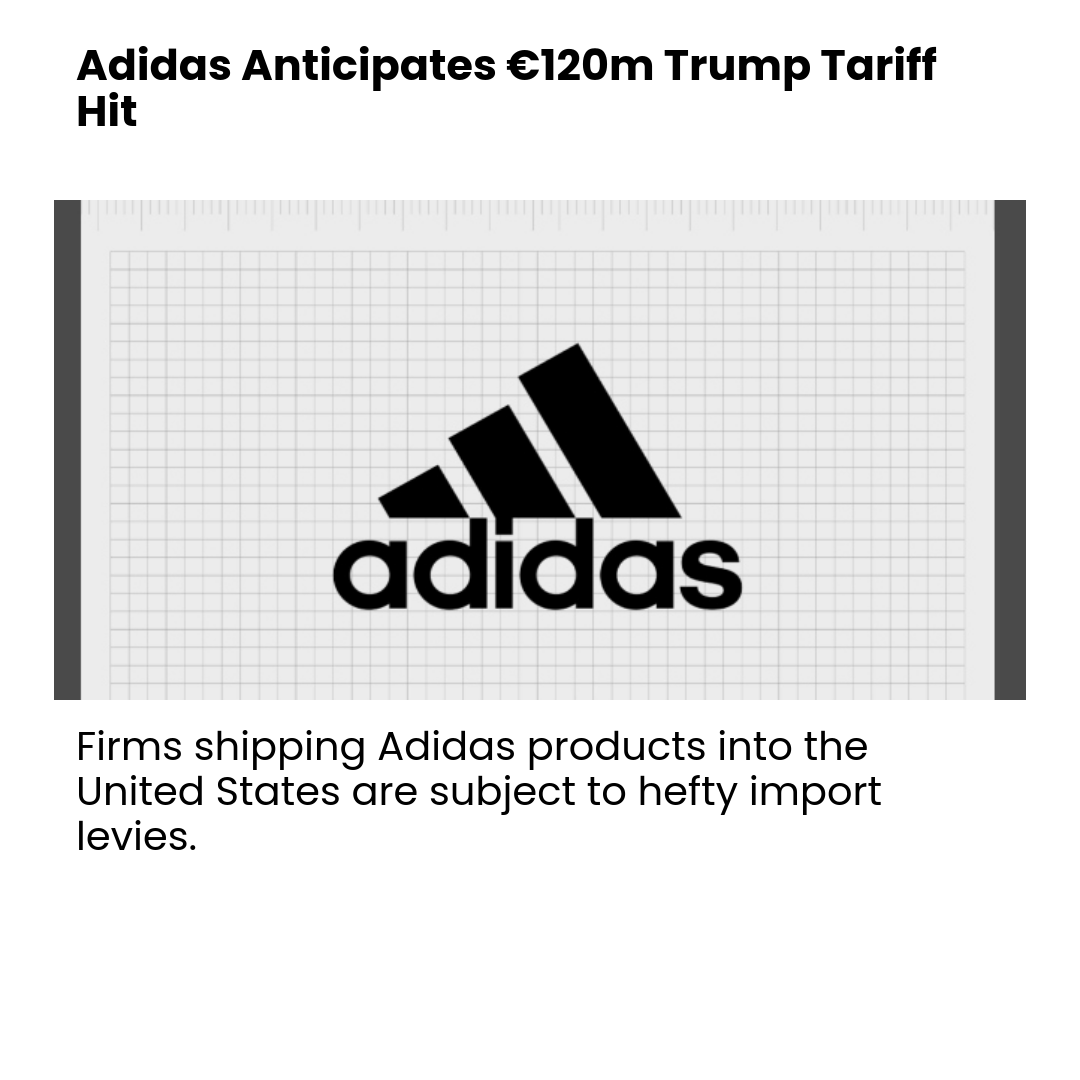 Adidas Anticipates €120m Trump Tariff
Hit
adidas
Firms shipping Adidas products into the
United States are subject to hefty import
levies.